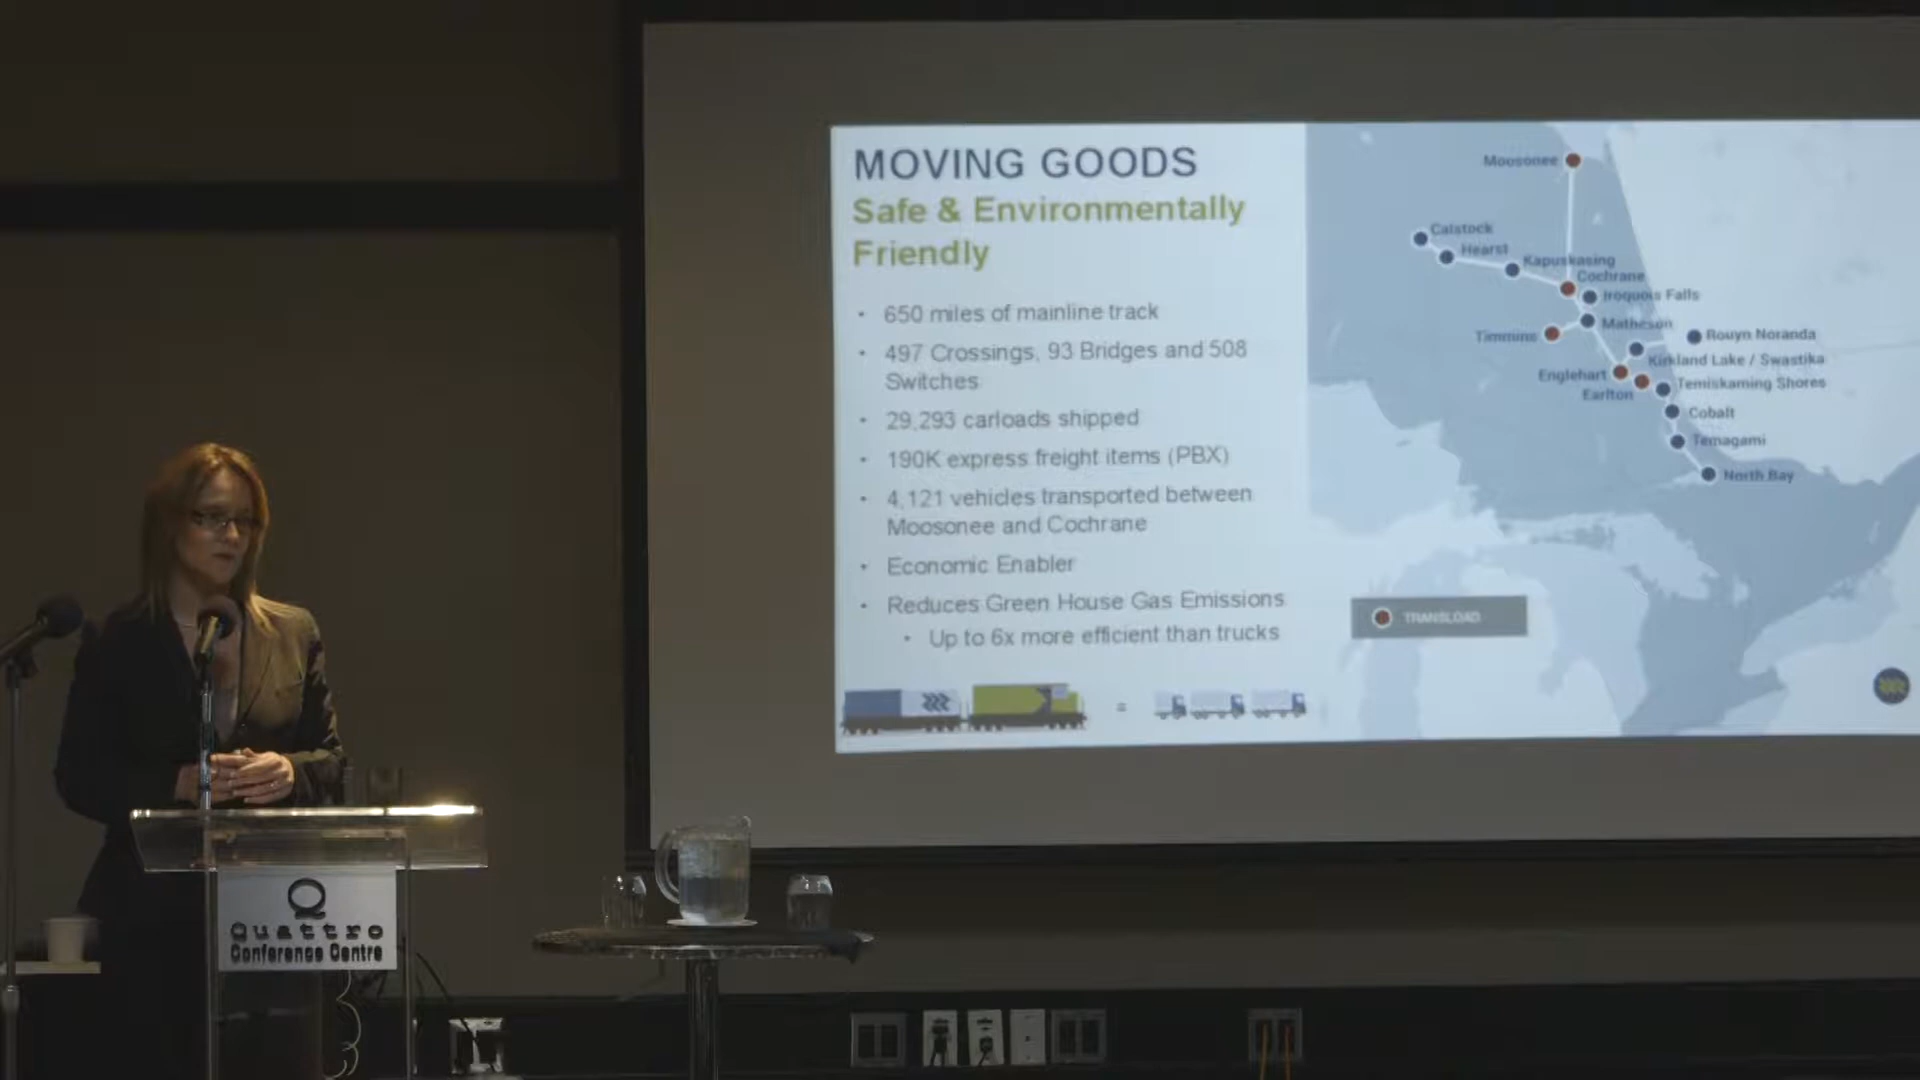 MOVING GOODS
Safe & Environmentally
Friendly
• 650 miles of mainline track
• 497 Crossings, 93 Bridges and 508
Switches
• 29,293 carloads shipped
• 190K express freight items (PBX)
• 4,121 vehicles transported between
Moosonee and Cochrane
• Economic Enabler
• Reduces Green House Gas Emissions
• Up to 6x more efficient than trucks
=
Moosonee
Calstock
Hearst
Kapuskasing
Cochrane
Iroquois Falls
Matheson
Timmins
Rouyn Noranda
Kirkland Lake / Swastika
Englehart
Temiskaming Shores
Earlton
Cobalt
Temagami
North Bay
TRANSLOAD
Q
Quattro
Conference Centre